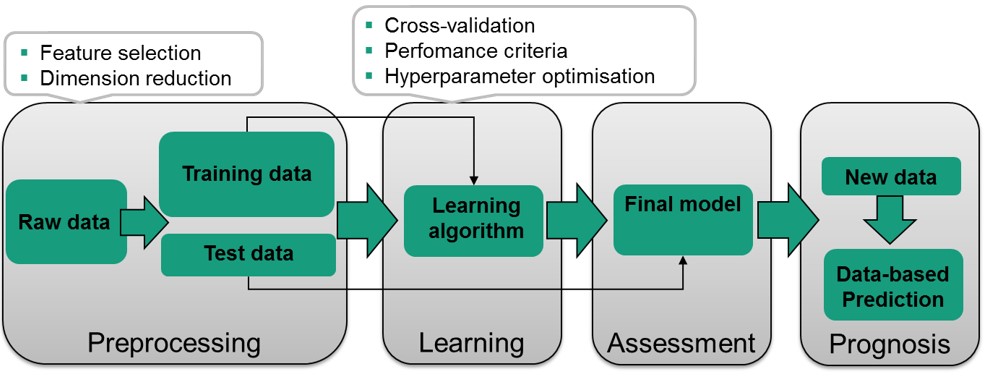 Feature selection
Dimension reduction
Cross-validation
Perfomance criteria
Hyperparameter optimisation
Raw data
Training data
Test data
Preprocessing
Learning
algorithm
Learning
Final model
Assessment
New data
Data-based
Prediction
Prognosis